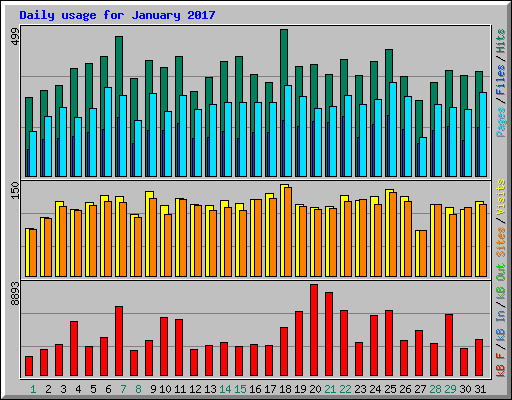 Daily usage for January 2017
499
Pages / Files / Hits
150
Sites / Visits
8893
kB F / kB In / kB Out
1 2 3 4 5 6 7 8 9 10 11 12 13 14 15 16 17 18 19 20 21 22 23 24 25 26 27 28 29 30 31